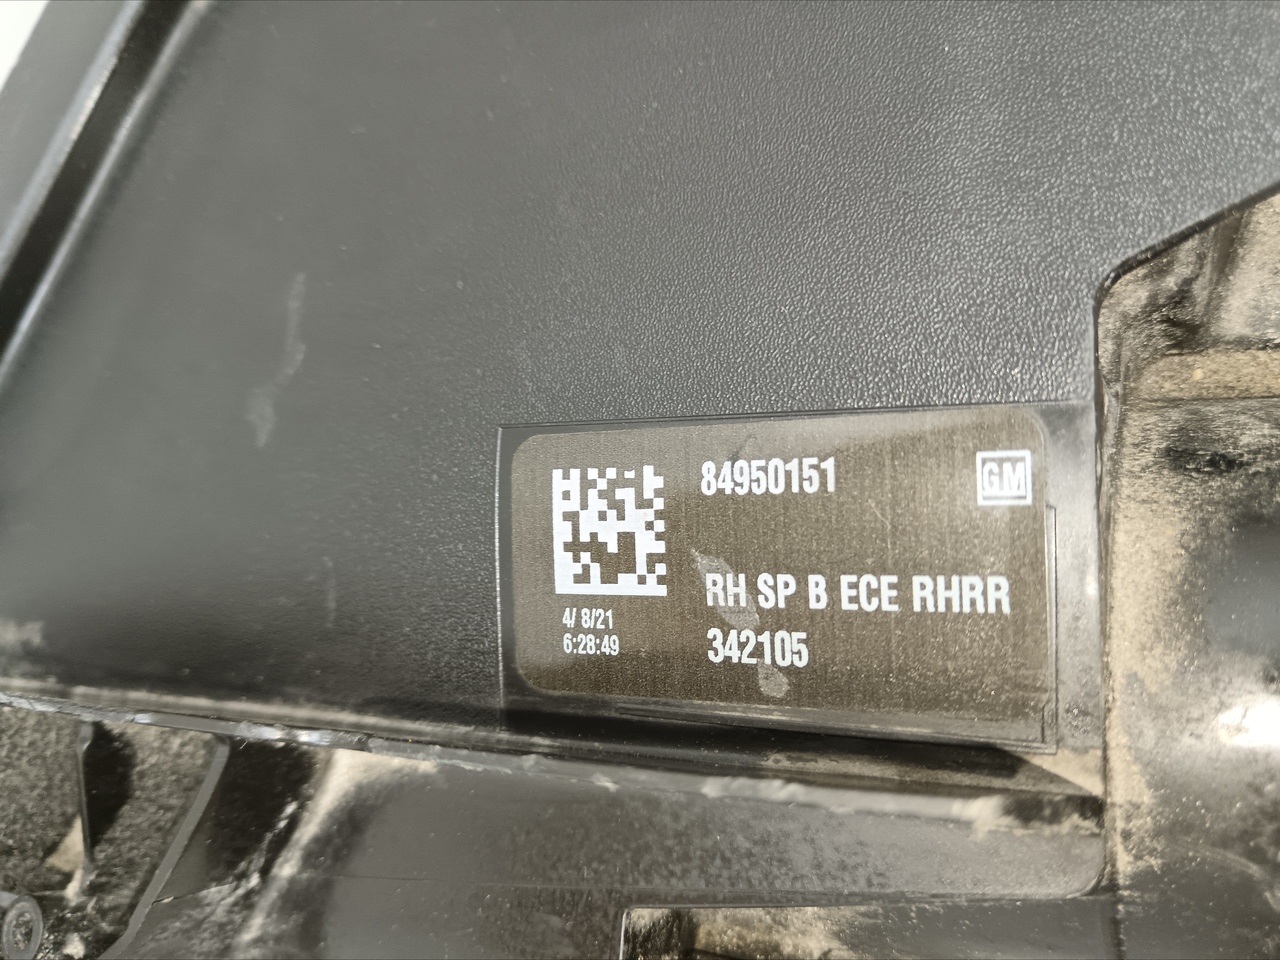 84950151
GM
RH SP B ECE RHRR
4/ 8/21
6:28:49
342105